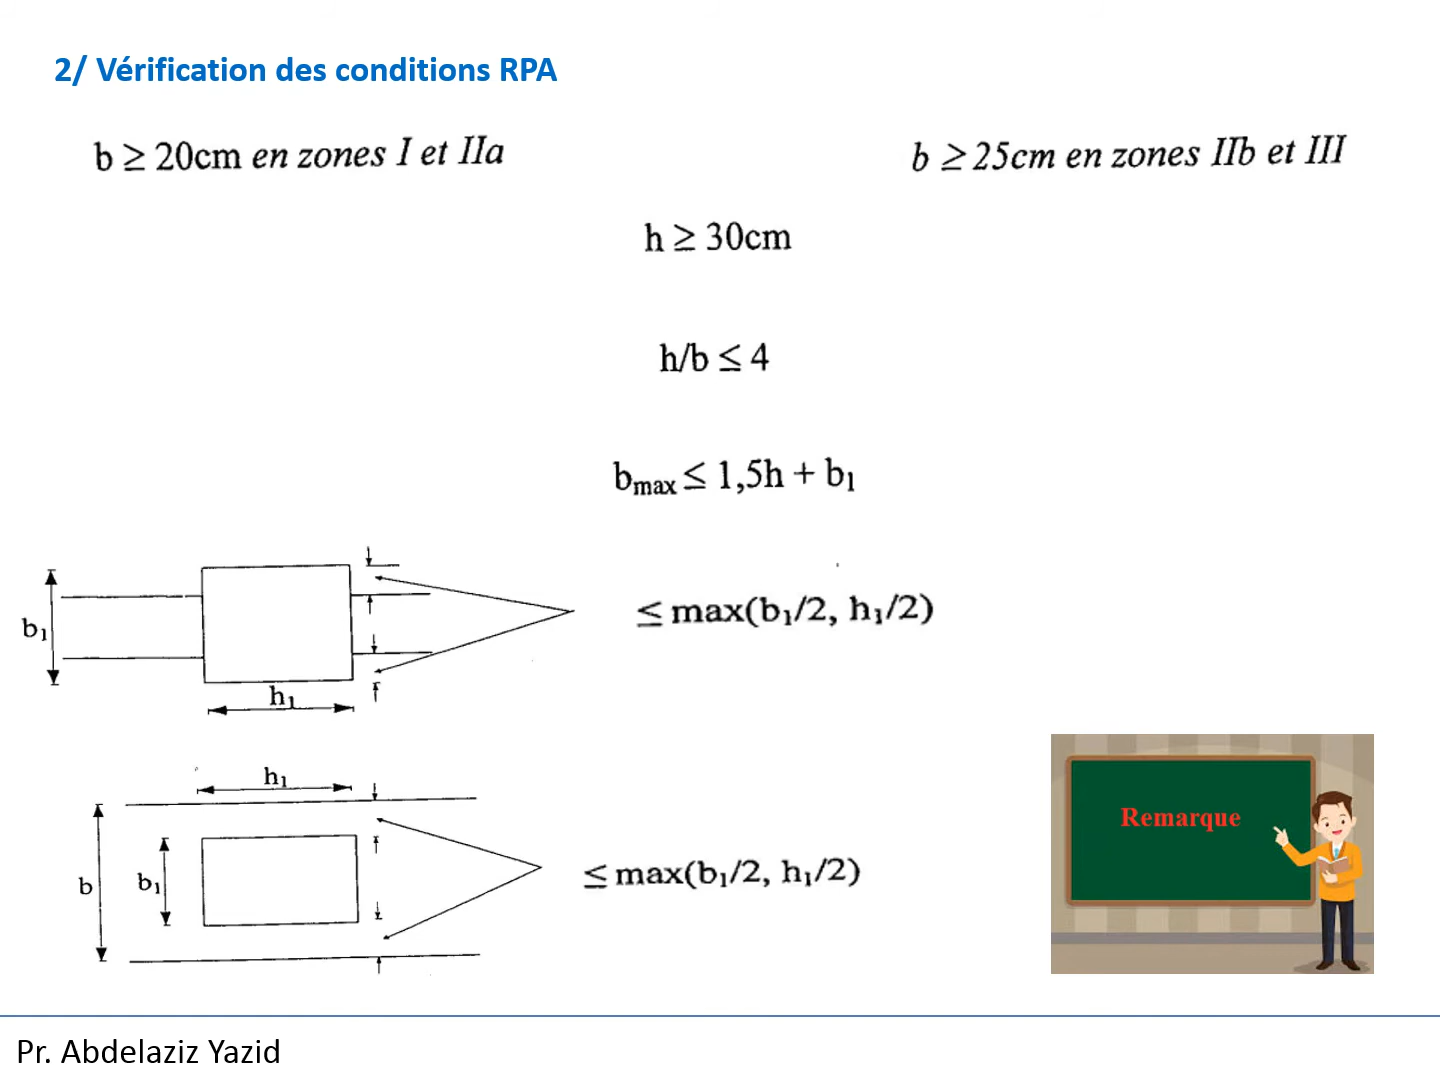 2/ Vérification des conditions RPA
b ≥ 20cm en zones I et IIa
b ≥ 25cm en zones IIb et III
h ≥ 30cm
h/b ≤ 4
bmax ≤ 1,5h + b1
b1
h1
≤ max(b1/2, h1/2)
h1
b
b1
≤ max(b1/2, h1/2)
Remarque
Pr. Abdelaziz Yazid